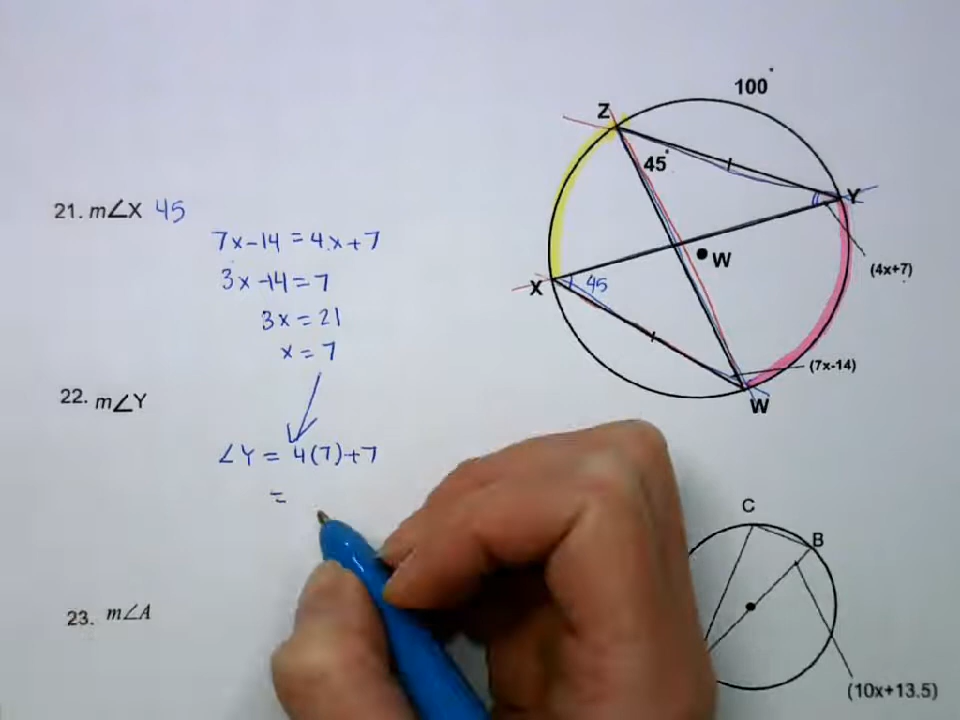 100°
Z
45°
21. m∠X 45
Y
7x-14=4x+7
W
(4x+7)
3x-14=7
X
45
3x=21
x=7
(7x-14)
22. m∠Y
W
∠Y=4(7)+7
=
C
B
23. m∠A
(10x+13.5)